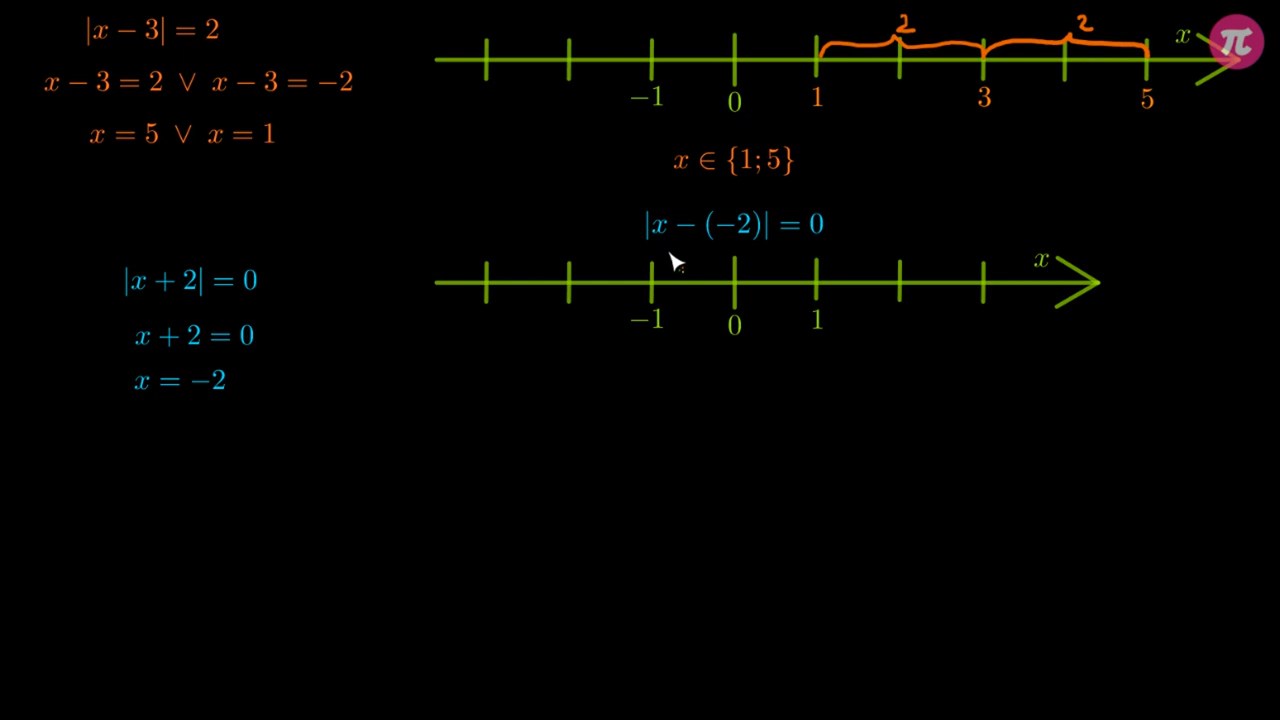 |x − 3| = 2
x − 3 = 2 ∨ x − 3 = −2
x = 5 ∨ x = 1
2 2
x
π
−1 0 1 3 5
x ∈ {1; 5}
|x − (−2)| = 0
x
−1 0 1
|x + 2| = 0
x + 2 = 0
x = −2